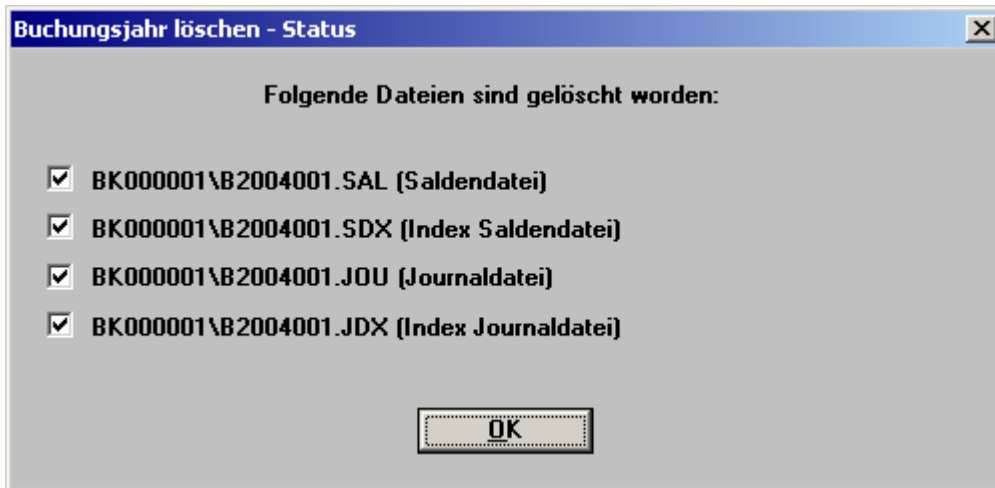 Buchungsjahr löschen - Status
Folgende Dateien sind gelöscht worden:
BK000001\B2004001.SAL (Saldendatei)
BK000001\B2004001.SDX (Index Saldendatei)
BK000001\B2004001.JOU (Journaldatei)
BK000001\B2004001.JDX (Index Journaldatei)
OK